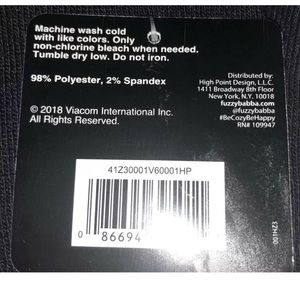 Machine wash cold
with like colors. Only
non-chlorine bleach when needed.
Tumble dry low. Do not iron.
98% Polyester, 2% Spandex
© 2018 Viacom International Inc.
All Rights Reserved.
Distributed by:
High Point Design, L.L.C.
1411 Broadway 8th Floor
New York, N.Y. 10018
fuzzybabba.com
@fuzzybabba
#BeCozyBeHappy
RN# 109947
41Z30001V60001HP
0 86694